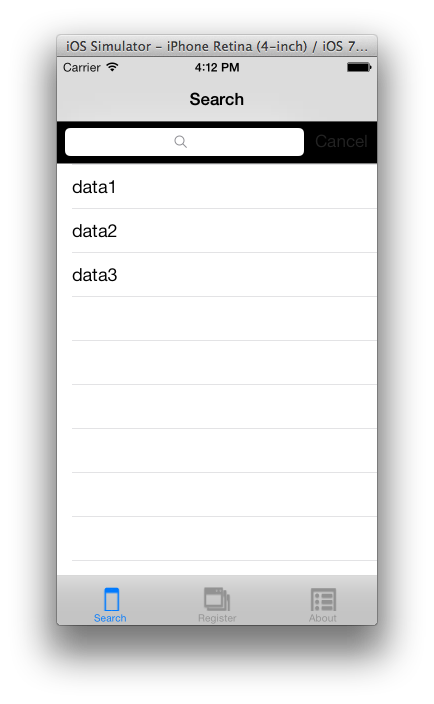 iOS Simulator – iPhone Retina (4-inch) / iOS 7...
Carrier 4:12 PM
Search
Cancel
data1
data2
data3
Search Register About